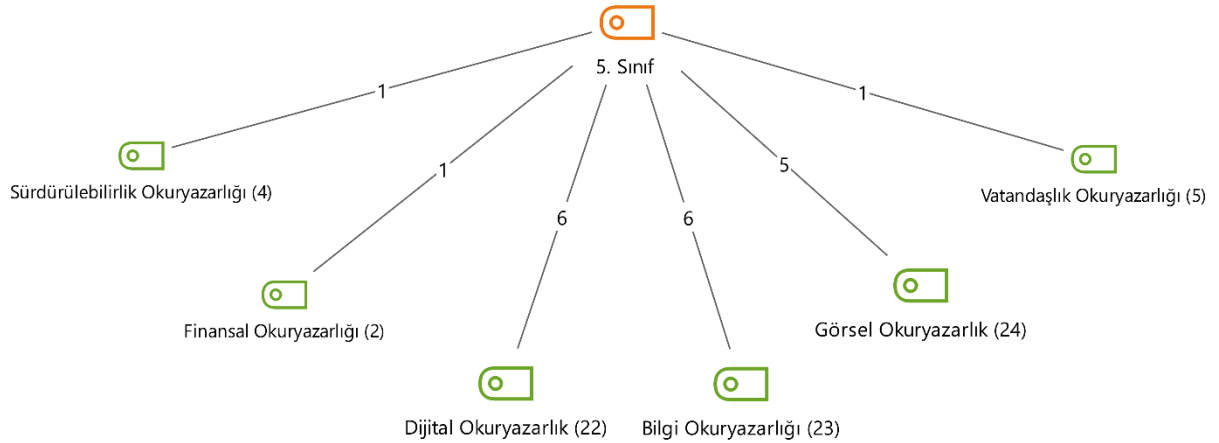 5. Sınıf
1
1
1
5
6
6
Sürdürülebilirlik Okuryazarlığı (4)
Vatandaşlık Okuryazarlığı (5)
Finansal Okuryazarlığı (2)
Görsel Okuryazarlık (24)
Dijital Okuryazarlık (22)
Bilgi Okuryazarlığı (23)